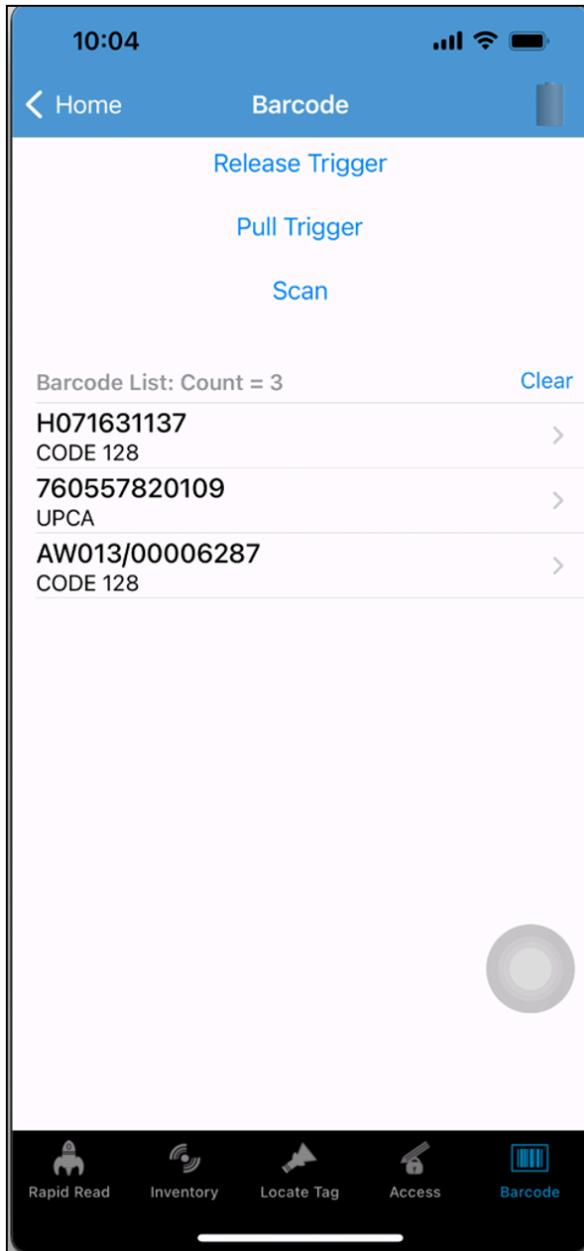 10:04
Home Barcode
Release Trigger
Pull Trigger
Scan
Barcode List: Count = 3 Clear
H071631137
CODE 128
760557820109
UPCA
AW013/00006287
CODE 128
Rapid Read Inventory Locate Tag Access Barcode